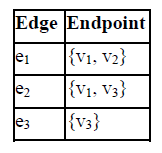 Edge Endpoint
e₁ {v₁, v₂}
e₂ {v₁, v₃}
e₃ {v₃}